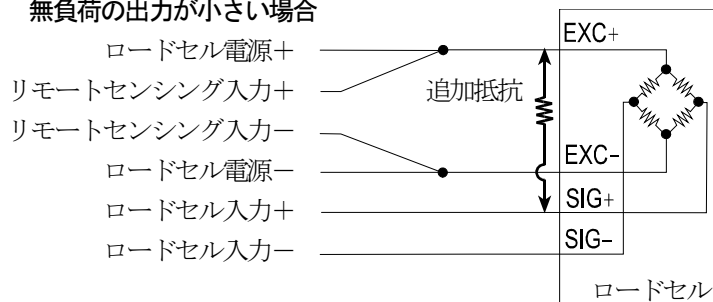 無負荷の出力が小さい場合
ロードセル電源＋
リモートセンシング入力＋
リモートセンシング入力－
ロードセル電源－
ロードセル入力＋
ロードセル入力－
追加抵抗
EXC+
EXC-
SIG+
SIG-
ロードセル